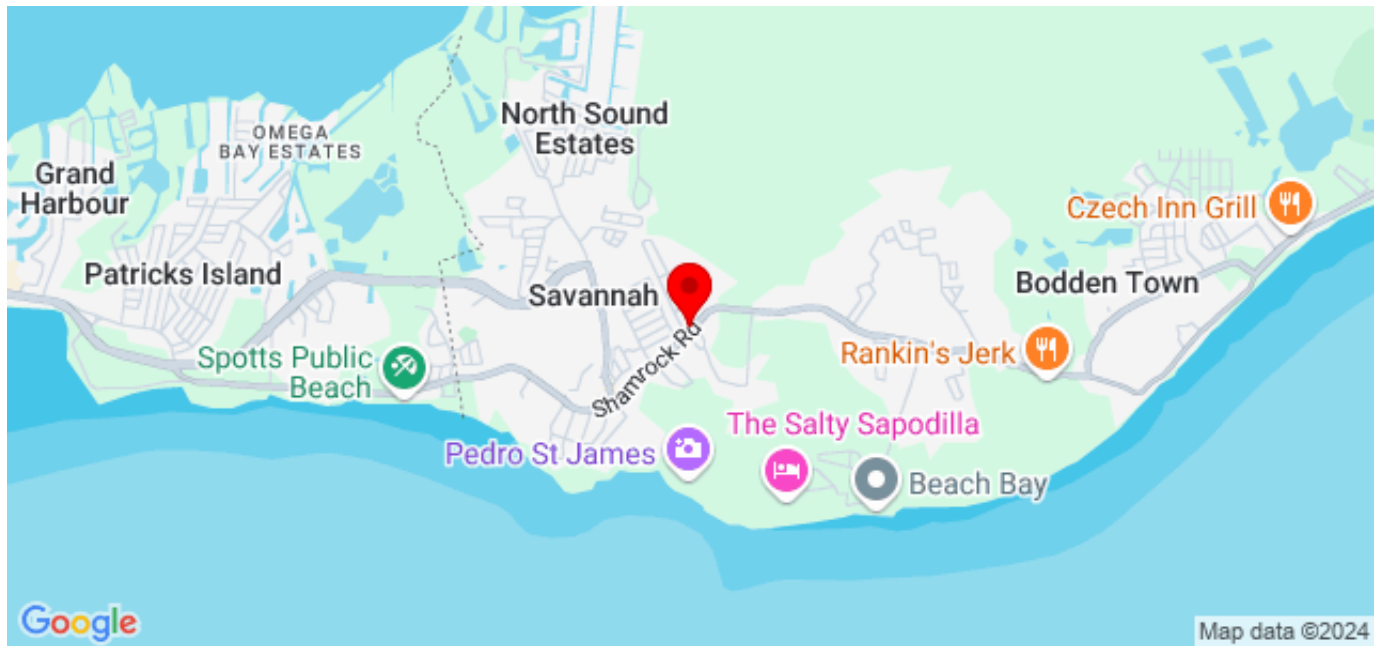 North Sound
Estates
OMEGA
BAY ESTATES
Grand
Harbour
Patricks Island
Savannah
Czech Inn Grill
Bodden Town
Spotts Public
Beach
Shamrock Rd
Rankin's Jerk
The Salty Sapodilla
Pedro St James
Beach Bay
Google
Map data ©2024